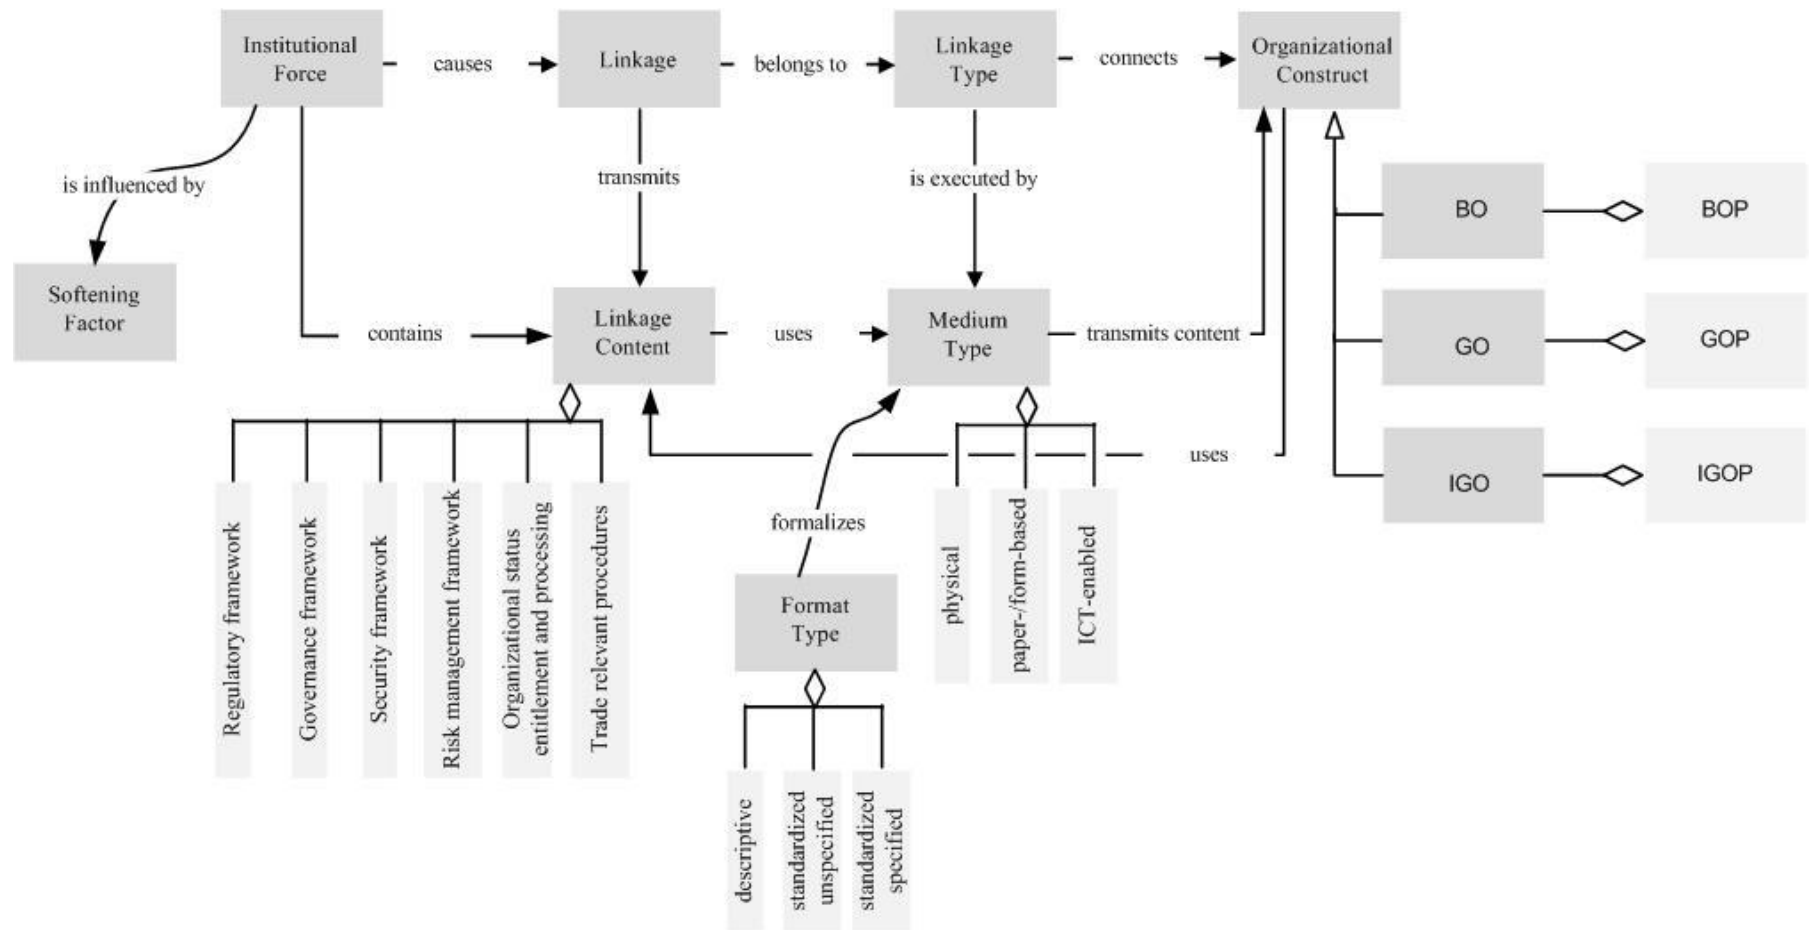 Institutional
Force
causes
Linkage
belongs to
Linkage
Type
connects
Organizational
Construct
is influenced by
transmits
is executed by
BO
BOP
Softening
Factor
contains
Linkage
Content
uses
Medium
Type
transmits content
GO
GOP
uses
IGO
IGOP
Regulatory framework
Governance framework
Security framework
Risk management framework
Organizational status
entitlement and processing
Trade relevant procedures
formalizes
Format
Type
physical
paper-/form-based
ICT-enabled
descriptive
standardized
unspecified
standardized
specified